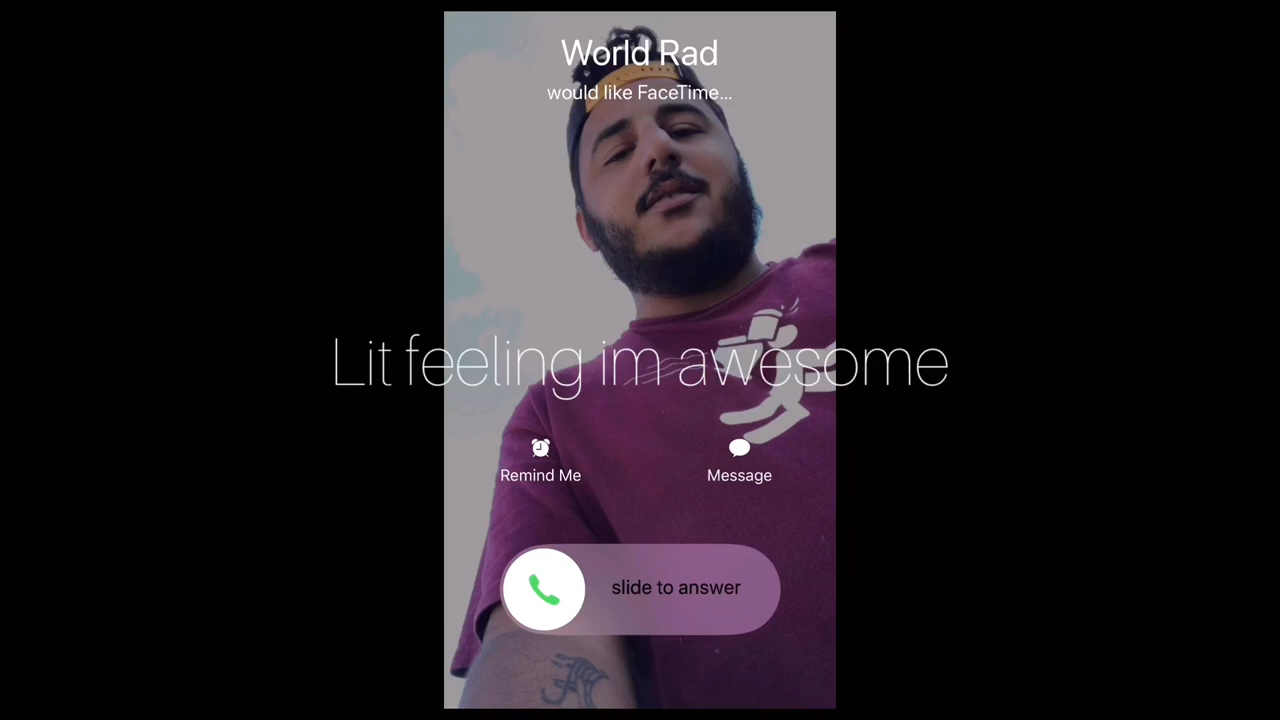 World Rad
would like FaceTime...
Lit feeling im awesome
Remind Me
Message
slide to answer